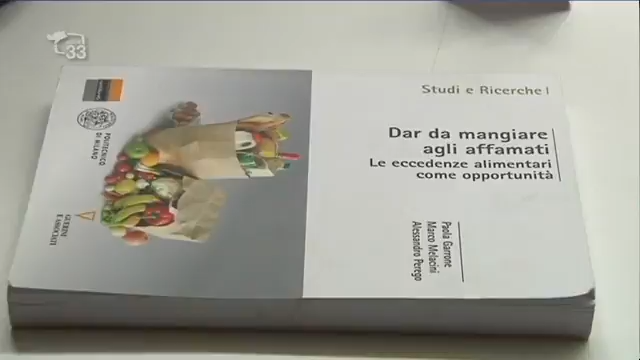 33
Studi e Ricerche
Dar da mangiare
agli affamati
Le eccedenze alimentari
come opportunità
Paola Garrone
Marco Melacini
Alessandro Perego
POLITECNICO
DI MILANO
GUERINI
E ASSOCIATI